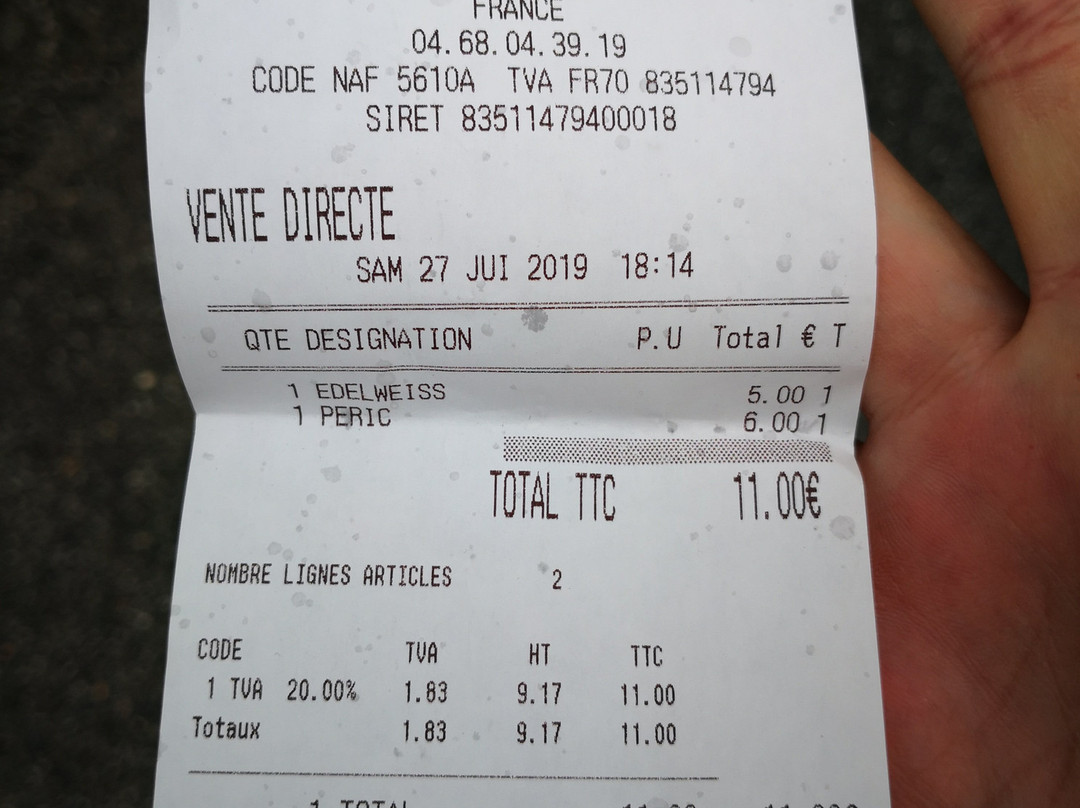 FRANCE
04.68.04.39.19
CODE NAF 5610A TVA FR70 835114794
SIRET 83511479400018
VENTE DIRECTE
SAM 27 JUI 2019 18:14
QTE DESIGNATION P.U Total € T
1 EDELWEISS 5.00 1
1 PERIC 6.00 1
TOTAL TTC 11.00€
NOMBRE LIGNES ARTICLES 2
CODE TVA HT TTC
1 TVA 20.00% 1.83 9.17 11.00
Totaux 1.83 9.17 11.00
1 TOTAL